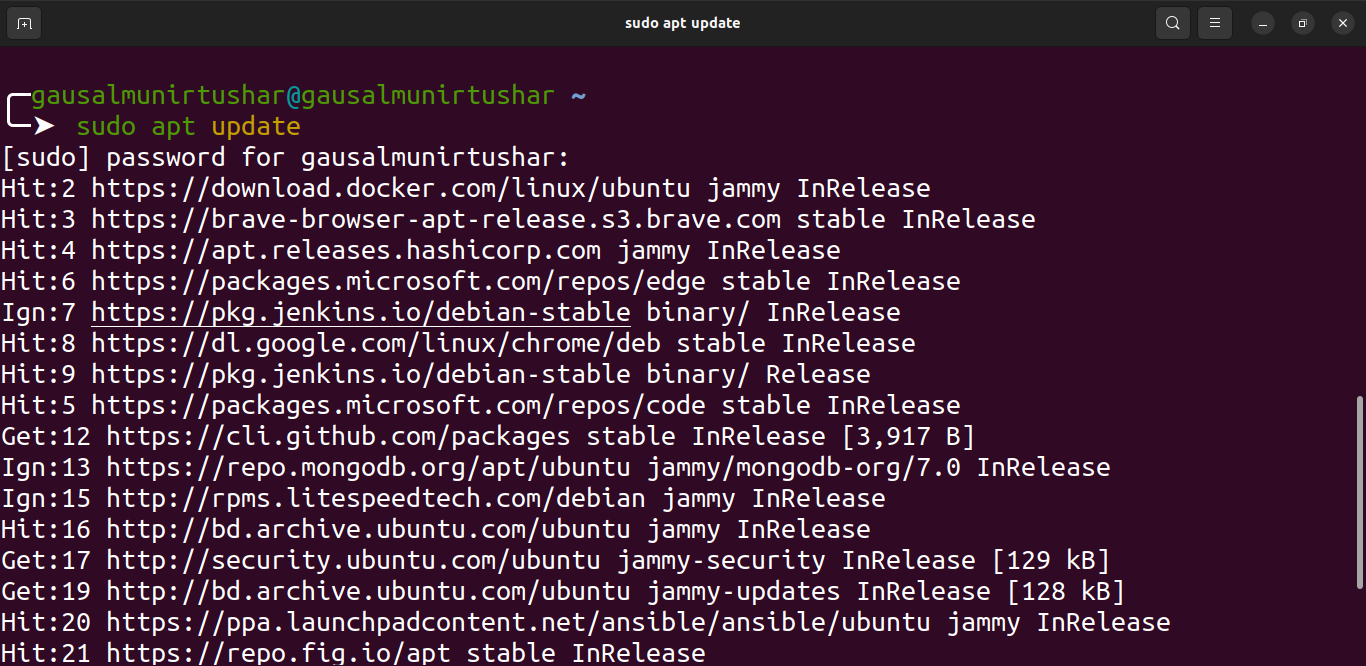 sudo apt update
gausalmunirtushar@gausalmunirtushar ~
➤ sudo apt update
[sudo] password for gausalmunirtushar:
Hit:2 https://download.docker.com/linux/ubuntu jammy InRelease
Hit:3 https://brave-browser-apt-release.s3.brave.com stable InRelease
Hit:4 https://apt.releases.hashicorp.com jammy InRelease
Hit:6 https://packages.microsoft.com/repos/edge stable InRelease
Ign:7 https://pkg.jenkins.io/debian-stable binary/ InRelease
Hit:8 https://dl.google.com/linux/chrome/deb stable InRelease
Hit:9 https://pkg.jenkins.io/debian-stable binary/ Release
Hit:5 https://packages.microsoft.com/repos/code stable InRelease
Get:12 https://cli.github.com/packages stable InRelease [3,917 B]
Ign:13 https://repo.mongodb.org/apt/ubuntu jammy/mongodb-org/7.0 InRelease
Ign:15 http://rpms.litespeedtech.com/debian jammy InRelease
Hit:16 http://bd.archive.ubuntu.com/ubuntu jammy InRelease
Get:17 http://security.ubuntu.com/ubuntu jammy-security InRelease [129 kB]
Get:19 http://bd.archive.ubuntu.com/ubuntu jammy-updates InRelease [128 kB]
Hit:20 https://ppa.launchpadcontent.net/ansible/ansible/ubuntu jammy InRelease
Hit:21 https://repo.fig.io/apt stable InRelease